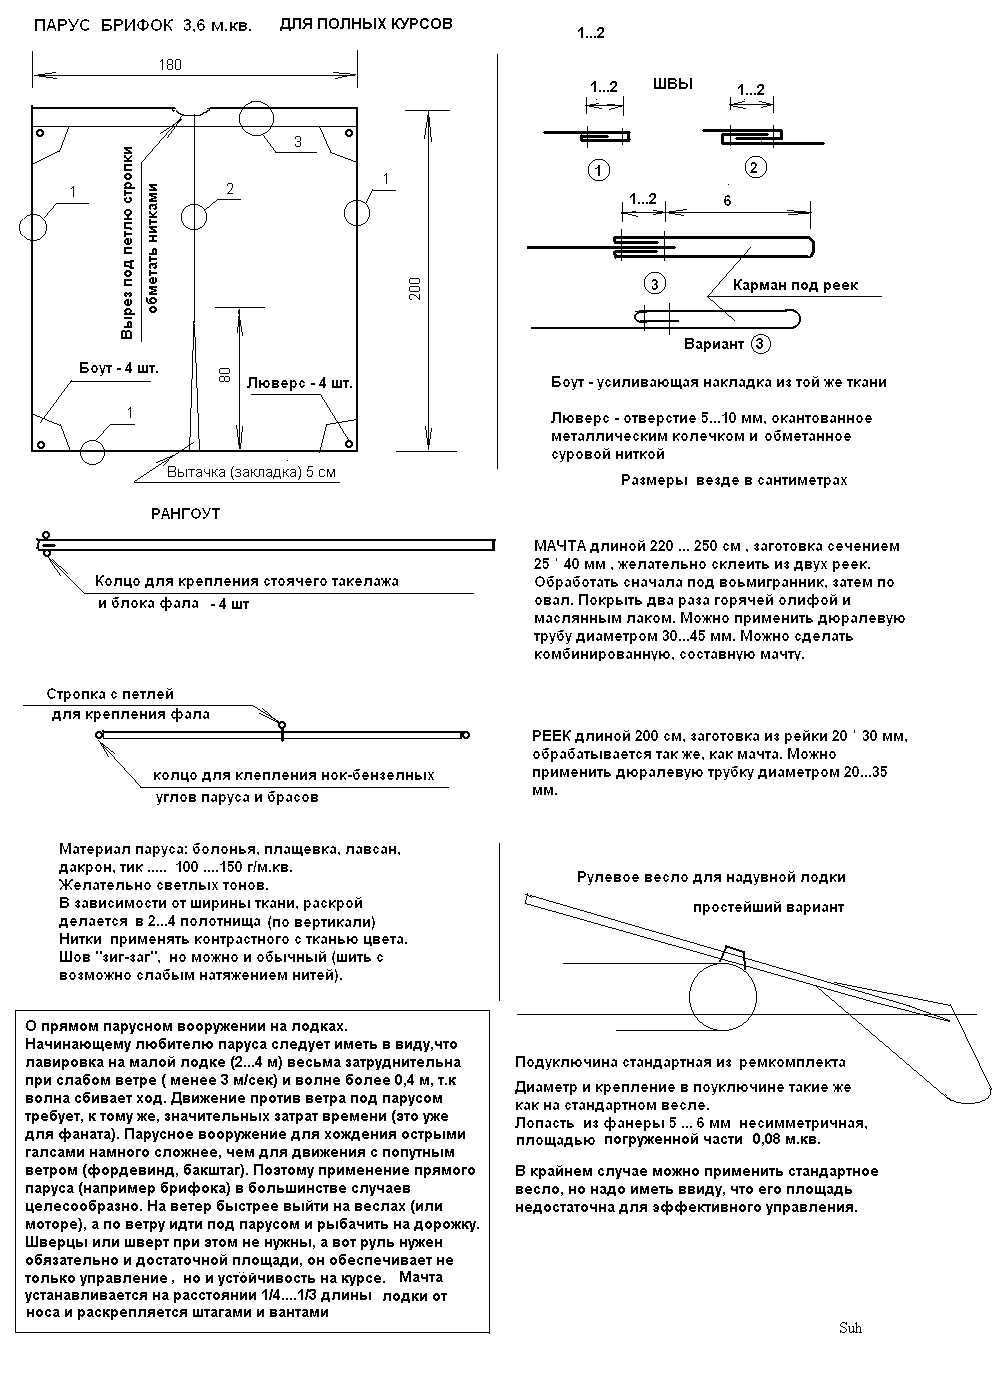 ПАРУС БРИФОК 3,6 м.кв. ДЛЯ ПОЛНЫХ КУРСОВ
180
3
1
2
1
Вырез под петлю стропки
обметать нитками
200
80
Боут - 4 шт.
Люверс - 4 шт.
1
Вытачка (закладка) 5 см
1...2
ШВЫ
1...2
1...2
1
2
1...2
6
3
Карман под реек
Вариант 3
Боут - усиливающая накладка из той же ткани
Люверс - отверстие 5...10 мм, окантованное
металлическим колечком и обметанное
суровой ниткой
Размеры везде в сантиметрах
РАНГОУТ
Колцо для крепления стоячего такелажа
и блока фала - 4 шт
МАЧТА длиной 220 ... 250 см , заготовка сечением
25 ˙ 40 мм , желательно склеить из двух реек.
Обработать сначала под воьмигранник, затем по
овал. Покрыть два раза горячей олифой и
маслянным лаком. Можно применить дюралевую
трубу диаметром 30...45 мм. Можно сделать
комбинированную, составную мачту.
Стропка с петлей
для крепления фала
колцо для клепления нок-бензелных
углов паруса и брасов
РЕЕК длиной 200 см, заготовка из рейки 20 ˙ 30 мм,
обрабатывается так же, как мачта. Можно
применить дюралевую трубку диаметром 20...35
мм.
Материал паруса: болонья, плащевка, лавсан,
дакрон, тик ..... 100 ....150 г/м.кв.
Желательно светлых тонов.
В зависимости от ширины ткани, раскрой
делается в 2...4 полотнища (по вертикали)
Нитки применять контрастного с тканью цвета.
Шов "зиг-заг", но можно и обычный (шить с
возможно слабым натяжением нитей).
Рулевое весло для надувной лодки
простейший вариант
Подуключина стандартная из ремкомплекта
Диаметр и крепление в поуключине такие же
как на стандартном весле.
Лопасть из фанеры 5 ... 6 мм несимметричная,
площадью погруженной части 0,08 м.кв.
В крайнем случае можно применить стандартное
весло, но надо иметь ввиду, что его площадь
недостаточна для эффективного управления.
О прямом парусном вооружении на лодках.
Начинающему любителю паруса следует иметь в виду,что
лавировка на малой лодке (2...4 м) весьма затруднительна
при слабом ветре ( менее 3 м/сек) и волне более 0,4 м, т.к
волна сбивает ход. Движение против ветра под парусом
требует, к тому же, значительных затрат времени (это уже
для фаната). Парусное вооружение для хождения острыми
галсами намного сложнее, чем для движения с попутным
ветром (фордевинд, бакштаг). Поэтому применение прямого
паруса (например брифока) в большинстве случаев
целесообразно. На ветер быстрее выйти на веслах (или
моторе), а по ветру идти под парусом и рыбачить на дорожку.
Шверцы или шверт при этом не нужны, а вот руль нужен
обязательно и достаточной площади, он обеспечивает не
только управление , но и устойчивость на курсе. Мачта
устанавливается на расстоянии 1/4....1/3 длины лодки от
носа и раскрепляется штагами и вантами
Suh